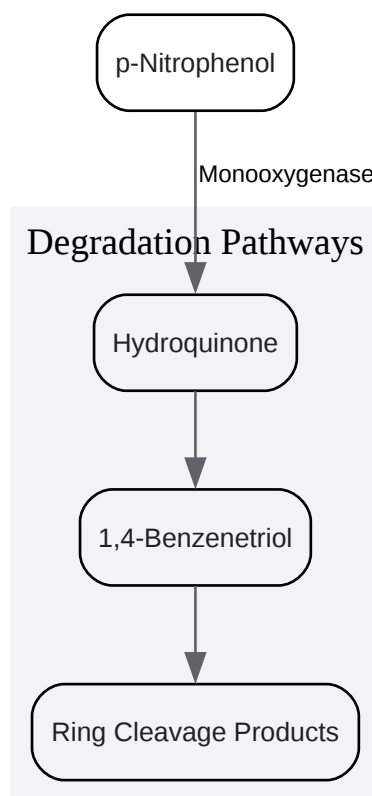 p-Nitrophenol
Monooxygenase
Degradation Pathways
Hydroquinone
1,4-Benzenetriol
Ring Cleavage Products